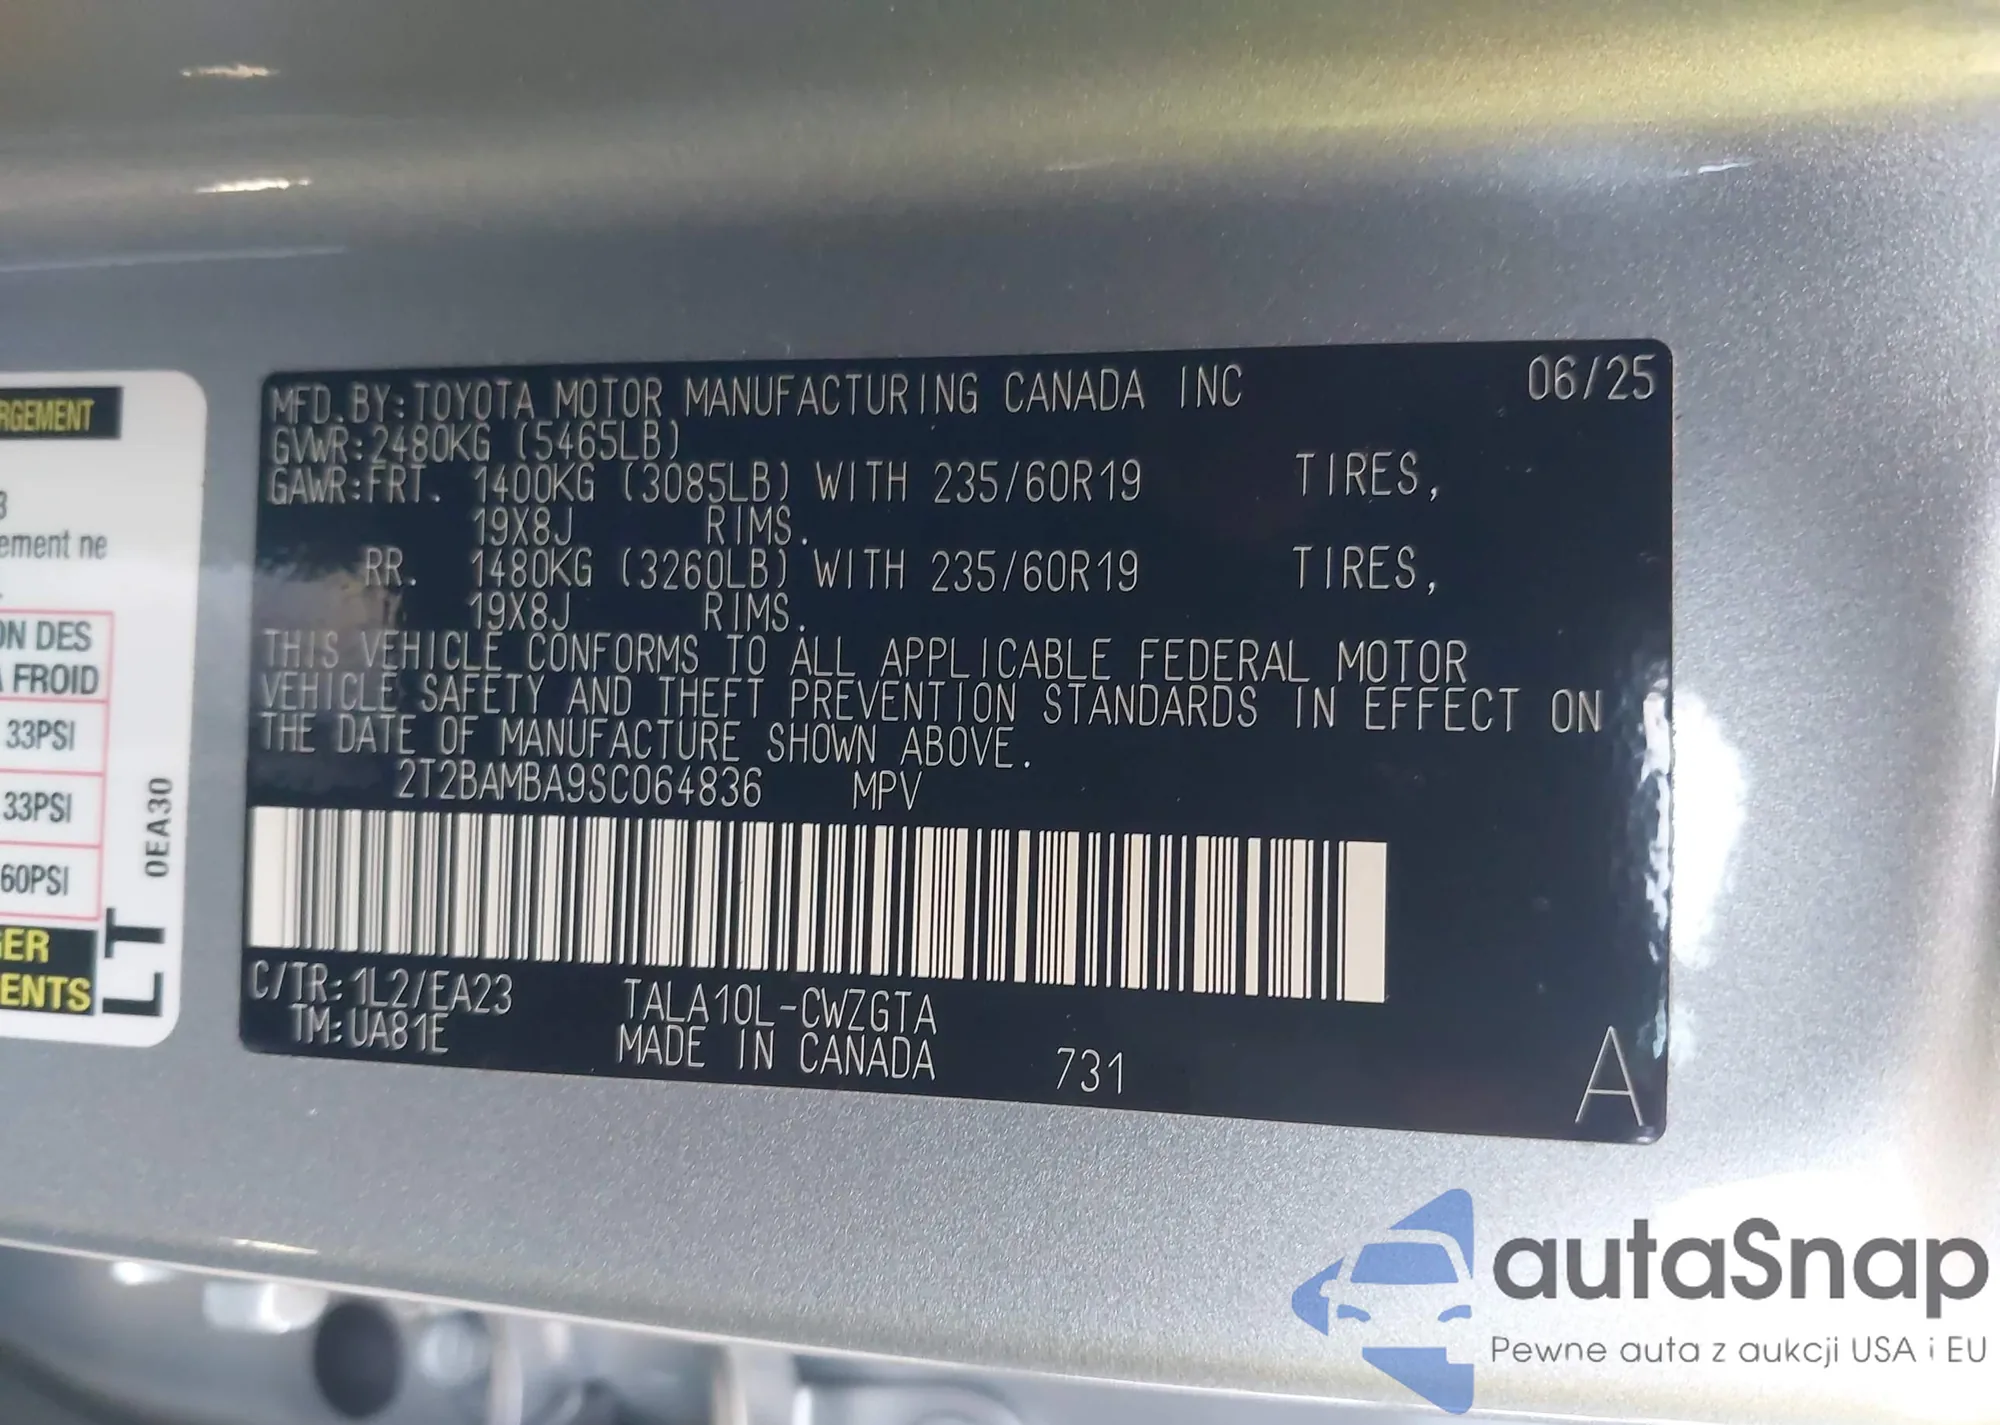 MFD.BY:TOYOTA MOTOR MANUFACTURING CANADA INC 06/25
GVWR:2480KG (5465LB)
GAWR:FRT. 1400KG (3085LB) WITH 235/60R19 TIRES,
19X8J RIMS.
RR. 1480KG (3260LB) WITH 235/60R19 TIRES,
19X8J RIMS.
THIS VEHICLE CONFORMS TO ALL APPLICABLE FEDERAL MOTOR
VEHICLE SAFETY AND THEFT PREVENTION STANDARDS IN EFFECT ON
THE DATE OF MANUFACTURE SHOWN ABOVE.
2T2BAMBA9SC064836 MPV
C/TR:1L2/EA23 TALA10L-CWZGTA
TM:UA81E MADE IN CANADA 731 A
RGEMENT
3
ement ne
ON DES
A FROID
33PSI
33PSI
60PSI
GER
ENTS
LT
0EA30
autaSnap
Pewne auta z aukcji USA i EU